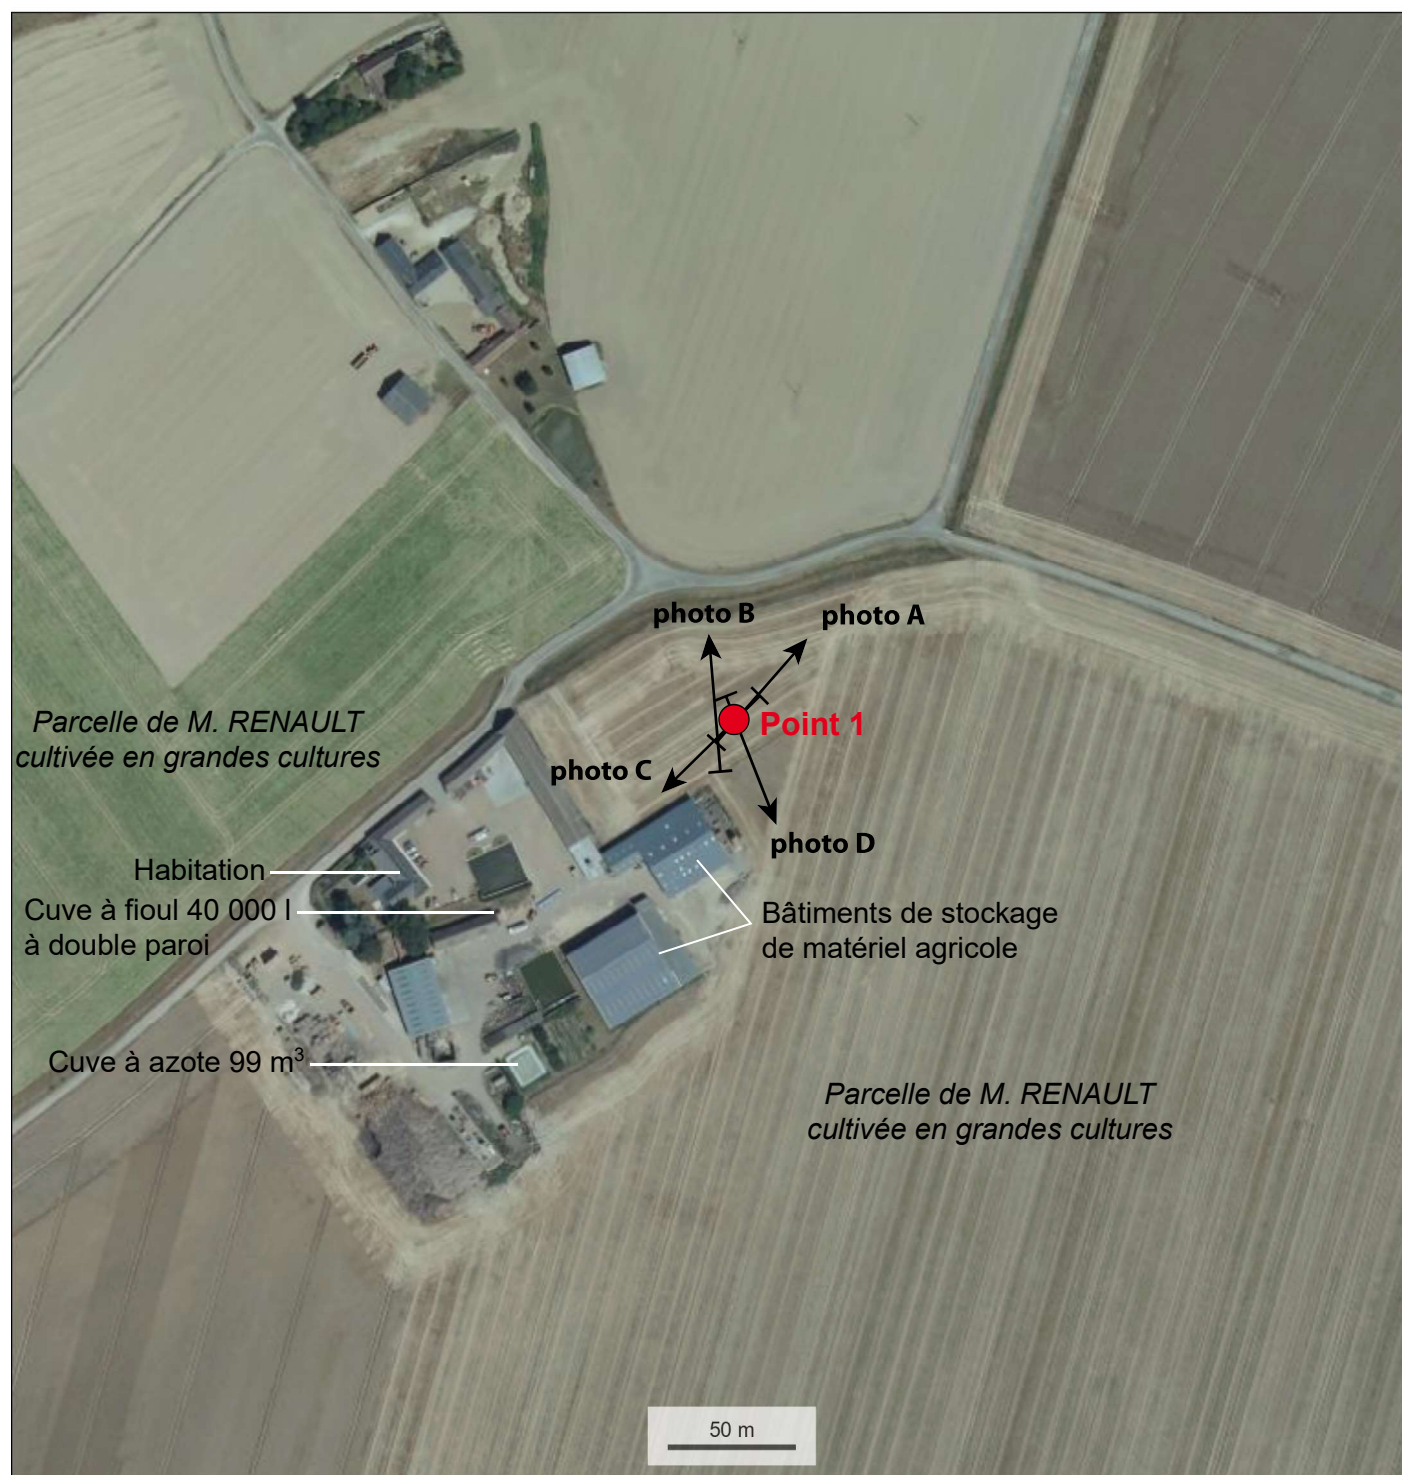 photo B
photo A
Point 1
Parcelle de M. RENAULT
cultivée en grandes cultures
photo C
photo D
Habitation
Cuve à fioul 40 000 l
à double paroi
Bâtiments de stockage
de matériel agricole
Cuve à azote 99 m³
Parcelle de M. RENAULT
cultivée en grandes cultures
50 m